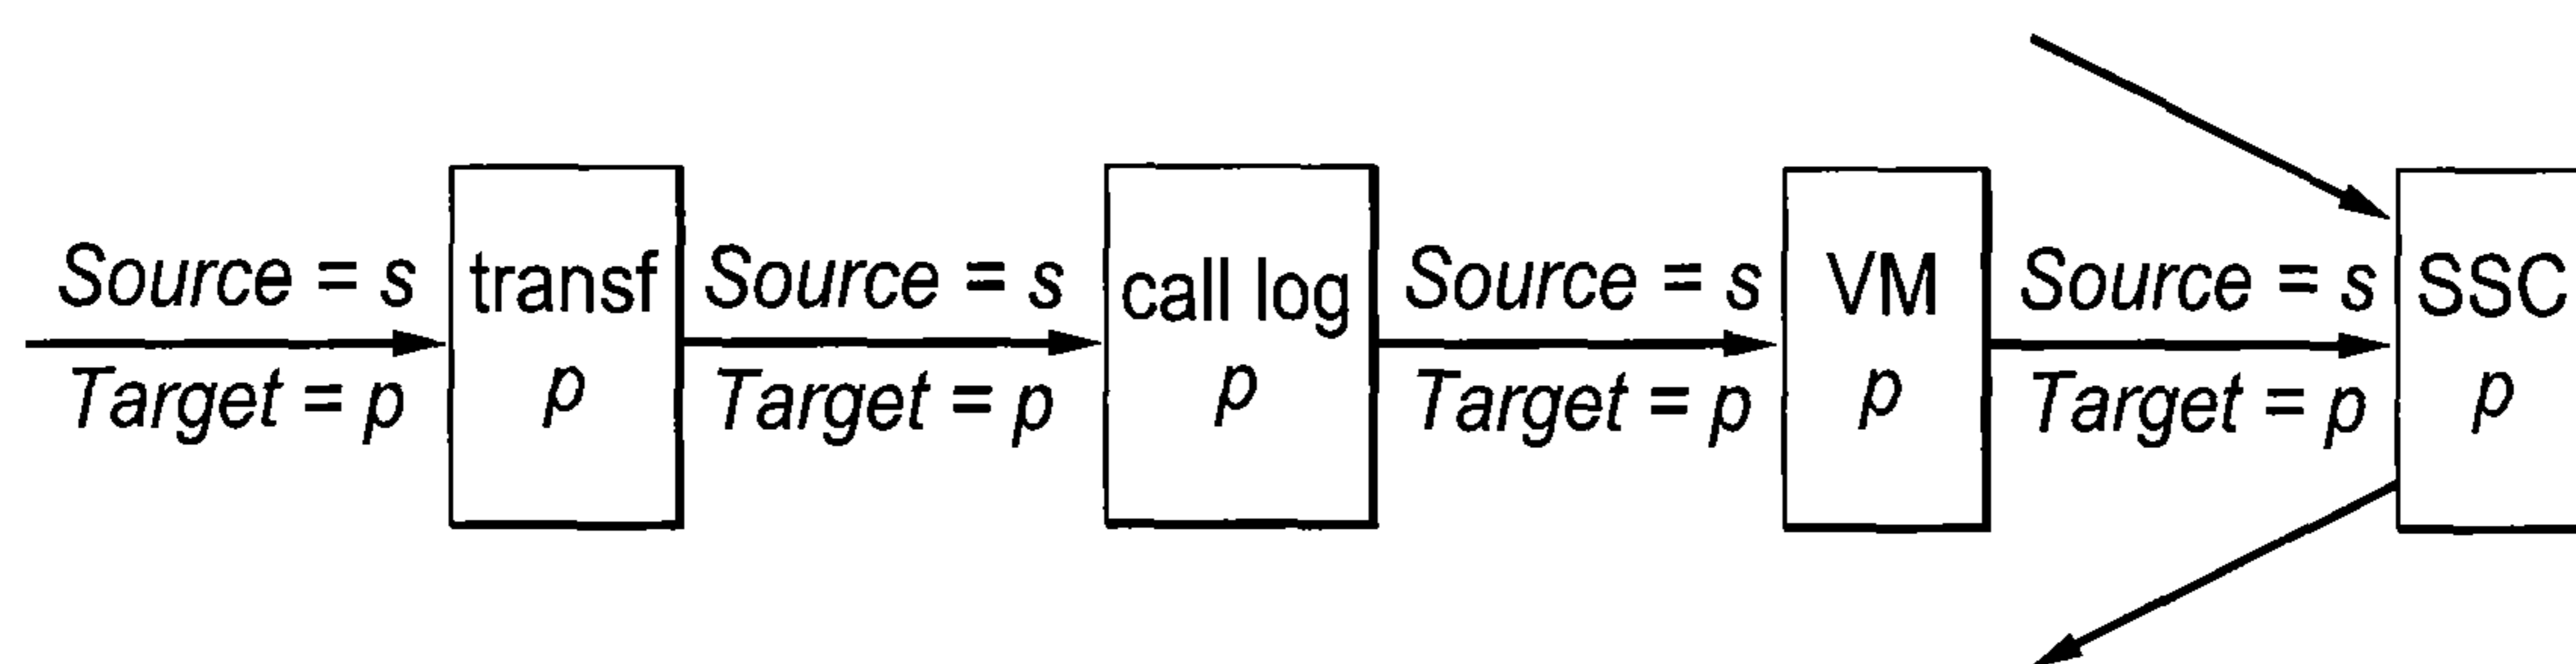 Source = s
Target = p
transf
p
Source = s
Target = p
call log
p
Source = s
Target = p
VM
p
Source = s
Target = p
SSC
p